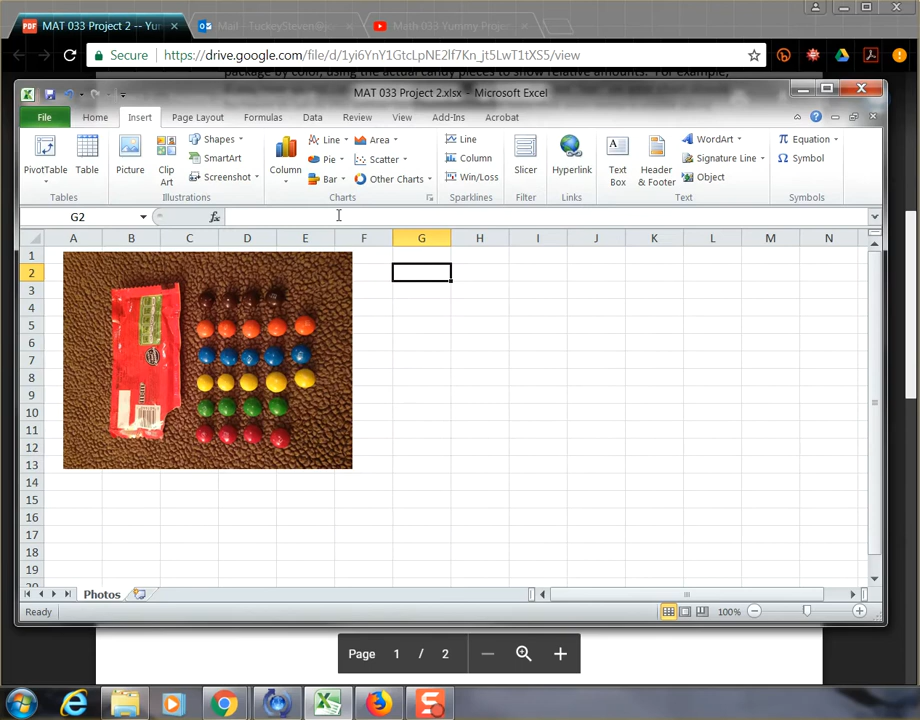 MAT 033 Project 2 -- Yu
Mail - TuckeySteven@j
Math 033 Yummy Proje
Secure
https://drive.google.com/file/d/1yi6YnY1GtcLpNE2lf7Kn_jt5LwT1tXS5/view
package by color, using the actual candy pieces to show relative amounts. For example,
MAT 033 Project 2.xlsx - Microsoft Excel
File Home Insert Page Layout Formulas Data Review View Add-Ins Acrobat
PivotTable Table Picture Clip Art Shapes SmartArt Screenshot Column Line Pie Bar Area Scatter Other Charts Line Column Win/Loss Slicer Hyperlink Text Box Header & Footer WordArt Signature Line Object Equation Symbol
Tables Illustrations Charts Sparklines Filter Links Text Symbols
G2 fx
A B C D E F G H I J K L M N
1
2
3
4
5
6
7
8
9
10
11
12
13
14
15
16
17
18
19
20
Photos
Ready 100%
Page 1 / 2